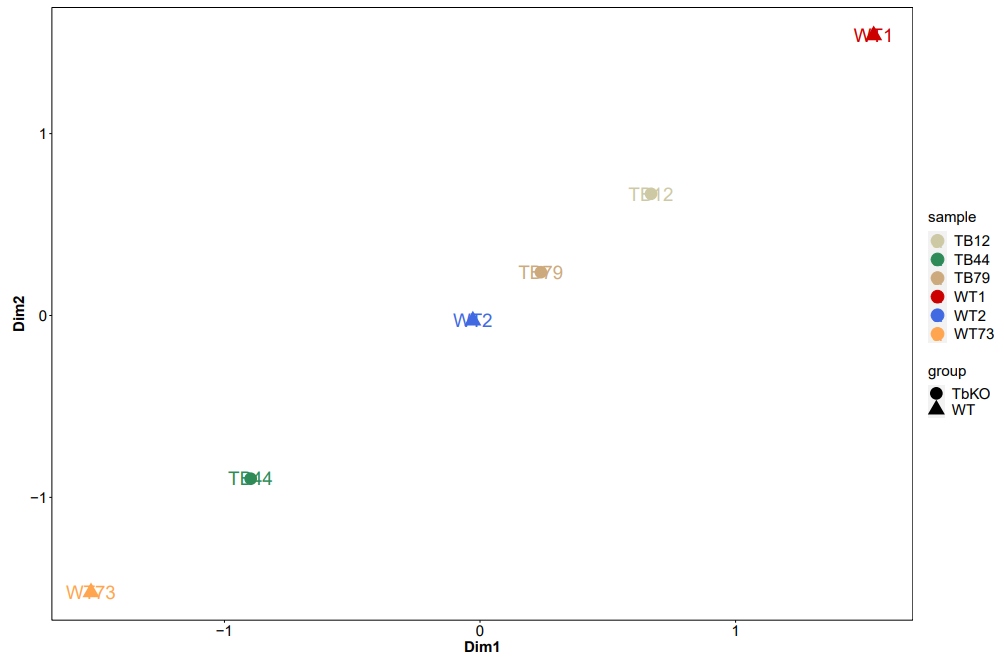 WT1
1
TB12
TB79
0
WT2
Dim2
−1
TB44
WT73
−1
0
1
Dim1
sample
TB12
TB44
TB79
WT1
WT2
WT73
group
TbKO
WT